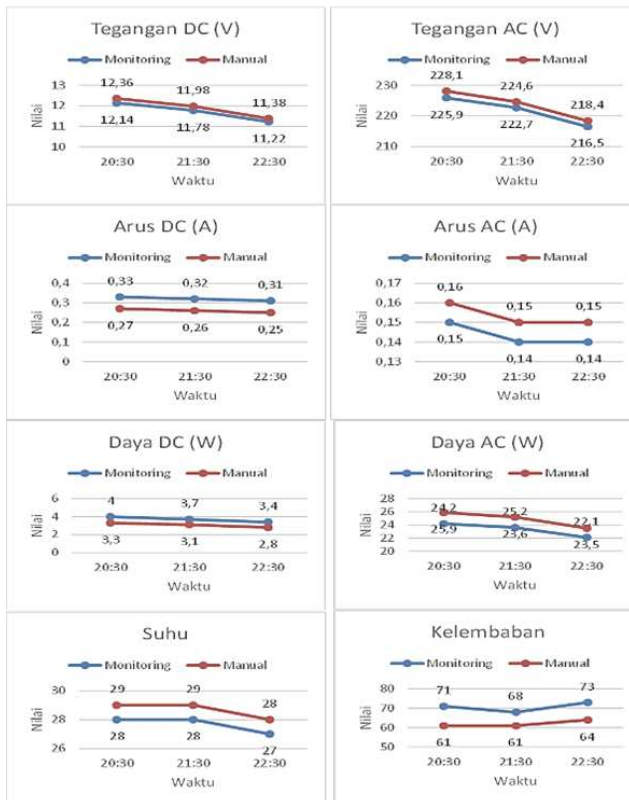 Tegangan DC (V)
Monitoring Manual
13
12
11
10
Nilai
12,36 11,98 11,38
12,14 11,78 11,22
20:30 21:30 22:30
Waktu
Tegangan AC (V)
Monitoring Manual
230
220
210
Nilai
228,1 224,6 218,4
225,9 222,7 216,5
20:30 21:30 22:30
Waktu
Arus DC (A)
Monitoring Manual
0,4
0,3
0,2
0,1
0
Nilai
0,33 0,32 0,31
0,27 0,26 0,25
20:30 21:30 22:30
Waktu
Arus AC (A)
Monitoring Manual
0,17
0,16
0,15
0,14
0,13
Nilai
0,16 0,15 0,15
0,15 0,14 0,14
20:30 21:30 22:30
Waktu
Daya DC (W)
Monitoring Manual
6
4
2
0
Nilai
4 3,7 3,4
3,3 3,1 2,8
20:30 21:30 22:30
Waktu
Daya AC (W)
Monitoring Manual
28
26
24
22
20
Nilai
24,2 25,2 22,1
25,9 23,6 23,5
20:30 21:30 22:30
Waktu
Suhu
Monitoring Manual
30
28
26
Nilai
29 29 28
28 28 27
20:30 21:30 22:30
Waktu
Kelembaban
Monitoring Manual
80
70
60
50
Nilai
71 68 73
61 61 64
20:30 21:30 22:30
Waktu